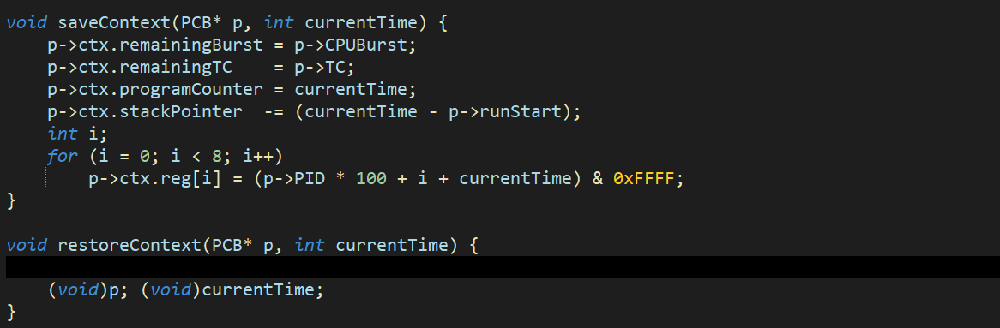 void saveContext(PCB* p, int currentTime) {
    p->ctx.remainingBurst = p->CPUBurst;
    p->ctx.remainingTC    = p->TC;
    p->ctx.programCounter = currentTime;
    p->ctx.stackPointer  -= (currentTime - p->runStart);
    int i;
    for (i = 0; i < 8; i++)
        p->ctx.reg[i] = (p->PID * 100 + i + currentTime) & 0xFFFF;
}

void restoreContext(PCB* p, int currentTime) {
    (void)p; (void)currentTime;
}